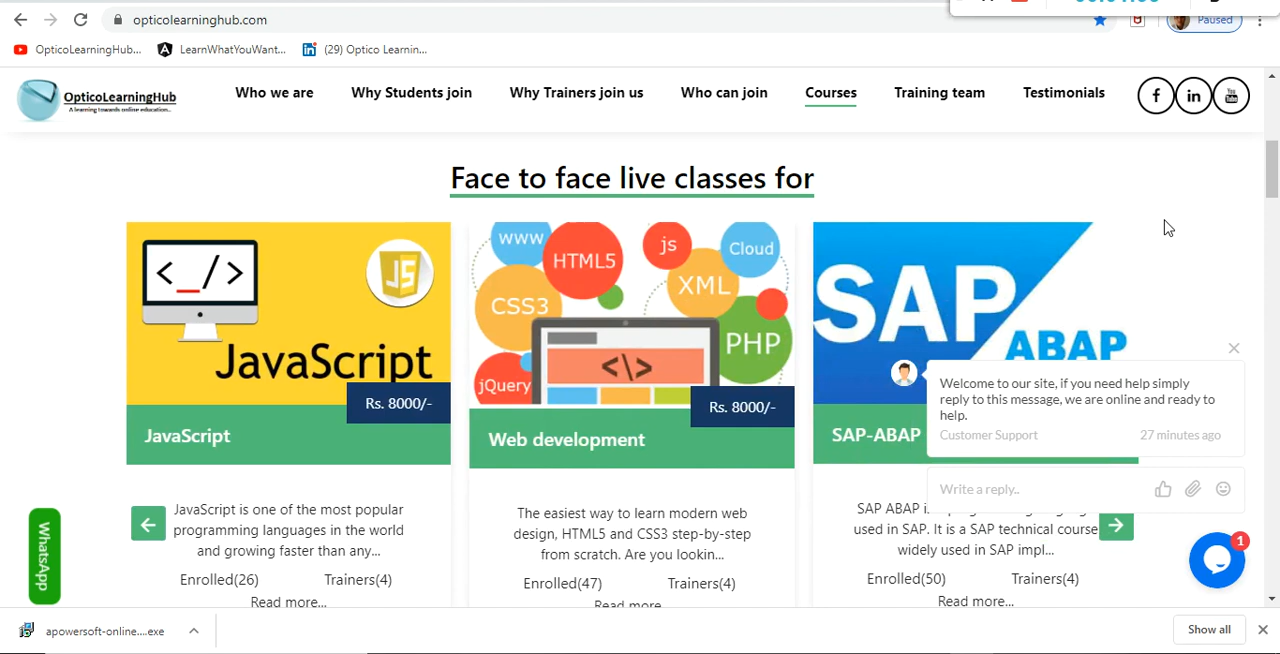 opticolearninghub.com
Paused
OpticoLearningHub...
LearnWhatYouWant...
(29) Optico Learnin...
OpticoLearningHub
A learning towards online education...
Who we are
Why Students join
Why Trainers join us
Who can join
Courses
Training team
Testimonials
Face to face live classes for
JS
JavaScript
Rs. 8000/-
JavaScript
JavaScript is one of the most popular
programming languages in the world
and growing faster than any...
Enrolled(26)
Trainers(4)
Read more...
www
HTML5
js
Cloud
CSS3
XML
PHP
jQuery
Rs. 8000/-
Web development
The easiest way to learn modern web
design, HTML5 and CSS3 step-by-step
from scratch. Are you lookin...
Enrolled(47)
Trainers(4)
Read more
SAP
ABAP
SAP-ABAP
SAP ABAP
used in SAP. It is a SAP technical course
widely used in SAP impl...
Enrolled(50)
Trainers(4)
Read more...
Welcome to our site, if you need help simply
reply to this message, we are online and ready to
help.
Customer Support
27 minutes ago
Write a reply..
1
WhatsApp
apowersoft-online....exe
Show all